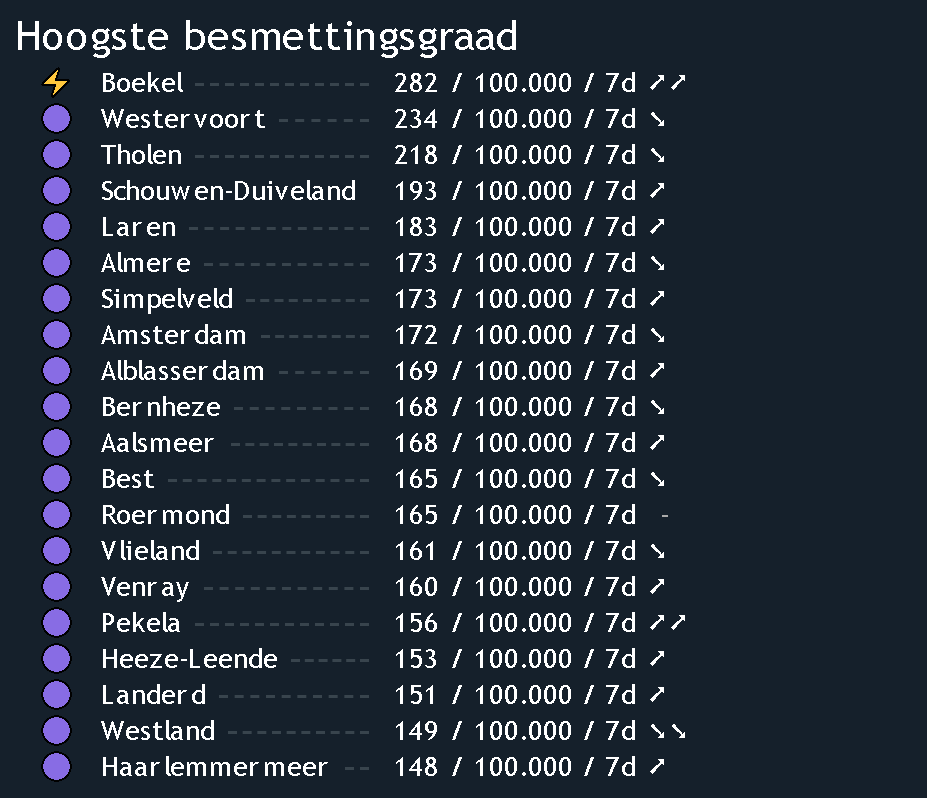 Hoogste besmettingsgraad
⚡ Boekel ------------ 282 / 100.000 / 7d ➚➚
Westervoort ------ 234 / 100.000 / 7d ➘
Tholen ------------ 218 / 100.000 / 7d ➘
Schouwen-Duiveland 193 / 100.000 / 7d ➚
Laren ------------ 183 / 100.000 / 7d ➚
Almere ----------- 173 / 100.000 / 7d ➘
Simpelveld -------- 173 / 100.000 / 7d ➚
Amsterdam ------- 172 / 100.000 / 7d ➘
Alblasserdam ------ 169 / 100.000 / 7d ➚
Bernheze --------- 168 / 100.000 / 7d ➘
Aalsmeer --------- 168 / 100.000 / 7d ➚
Best ------------- 165 / 100.000 / 7d ➘
Roermond -------- 165 / 100.000 / 7d -
Vlieland ---------- 161 / 100.000 / 7d ➘
Venray ----------- 160 / 100.000 / 7d ➚
Pekela ----------- 156 / 100.000 / 7d ➚➚
Heeze-Leende ----- 153 / 100.000 / 7d ➚
Landerd ---------- 151 / 100.000 / 7d ➚
Westland --------- 149 / 100.000 / 7d ➘➘
Haarlemmermeer -- 148 / 100.000 / 7d ➚